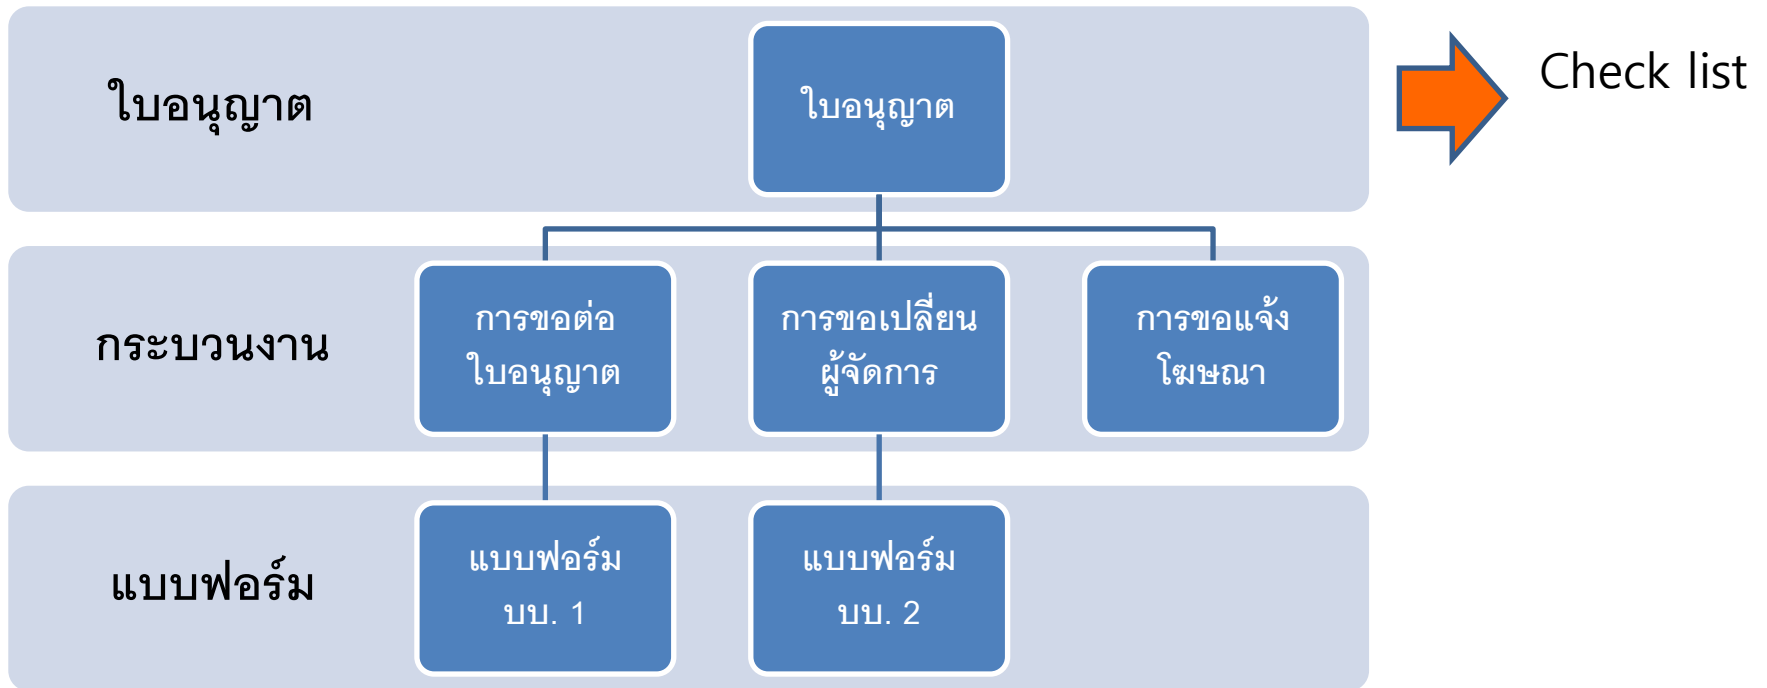 ใบอนุญาต
ใบอนุญาต
Check list
กระบวนงาน
การขอต่อ
ใบอนุญาต
การขอเปลี่ยน
ผู้จัดการ
การขอแจ้ง
โฆษณา
แบบฟอร์ม
แบบฟอร์ม
บบ. 1
แบบฟอร์ม
บบ. 2